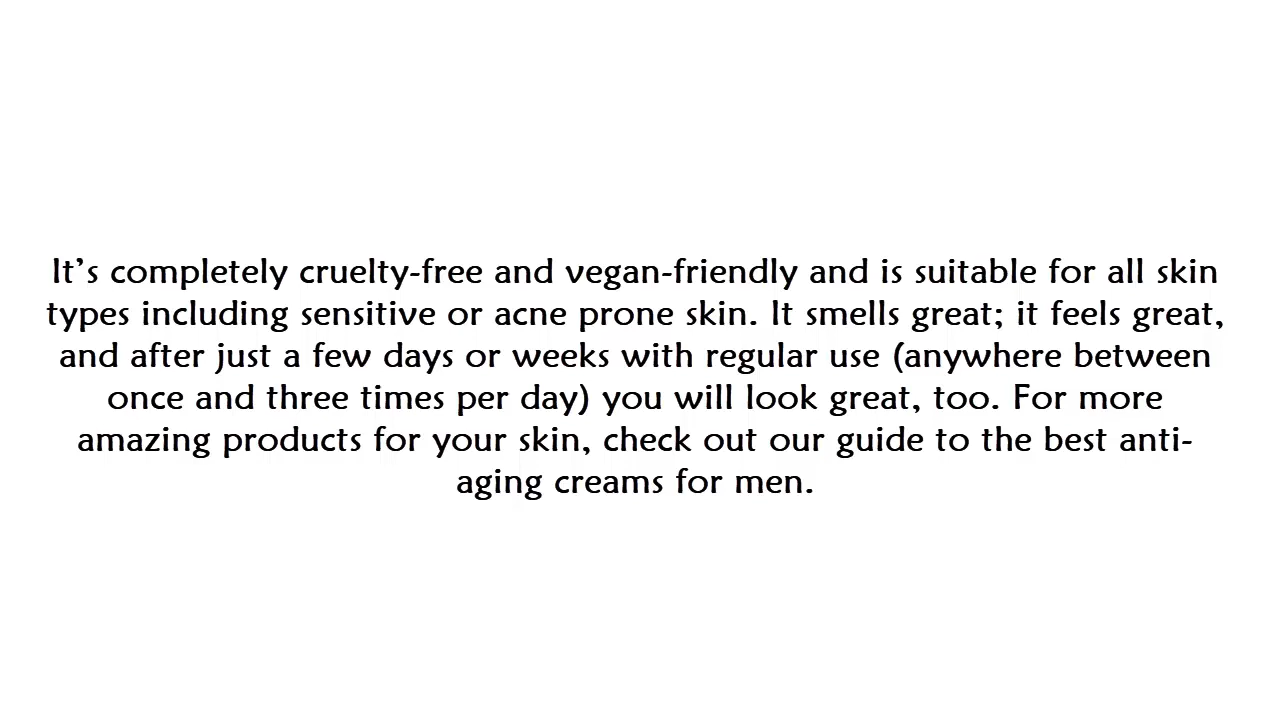 It’s completely cruelty-free and vegan-friendly and is suitable for all skin
types including sensitive or acne prone skin. It smells great; it feels great,
and after just a few days or weeks with regular use (anywhere between
once and three times per day) you will look great, too. For more
amazing products for your skin, check out our guide to the best anti-
aging creams for men.